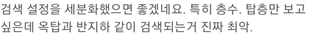 검색 설정을 세분화했으면 좋겠네요. 특히 층수. 탑층만 보고
싶은데 옥탑과 반지하 같이 검색되는거 진짜 최악.